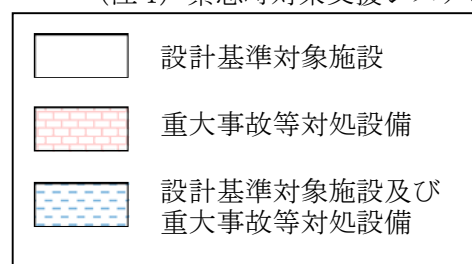 (注1) 緊急時対策支援システム
設計基準対象施設
重大事故等対処設備
設計基準対象施設及び
重大事故等対処設備